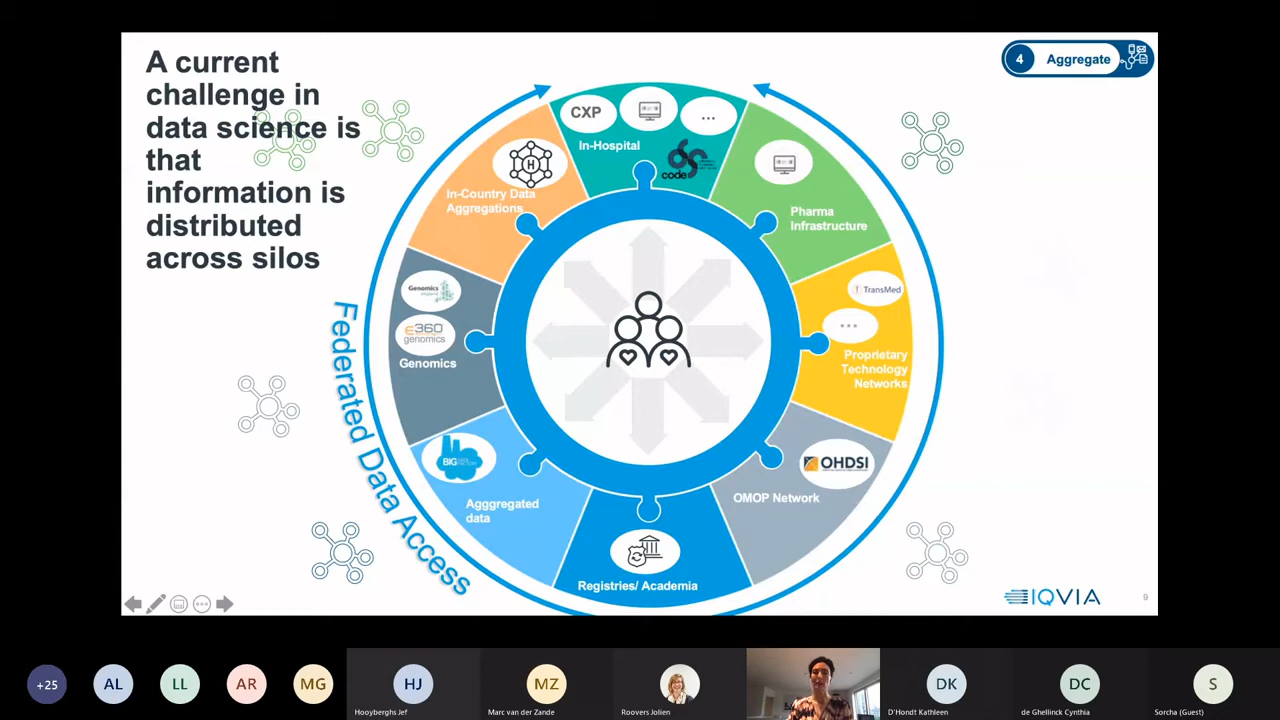 A current
challenge in
data science is
that
information is
distributed
across silos
4 Aggregate
CXP
...
In-Hospital
code
H
In-Country Data
Aggregations
Pharma
Infrastructure
Genomics
e360
genomics
Genomics
TransMed
...
Proprietary
Technology
Networks
BIG
Agggregated
data
OHDSI
OMOP Network
Registries/ Academia
Federated Data Access
IQVIA
9
+25
AL
LL
AR
MG
HJ
Hooyberghs Jef
MZ
Marc van der Zande
Roovers Jolien
DK
D'Hondt Kathleen
DC
de Ghellinck Cynthia
S
Sorcha (Guest)